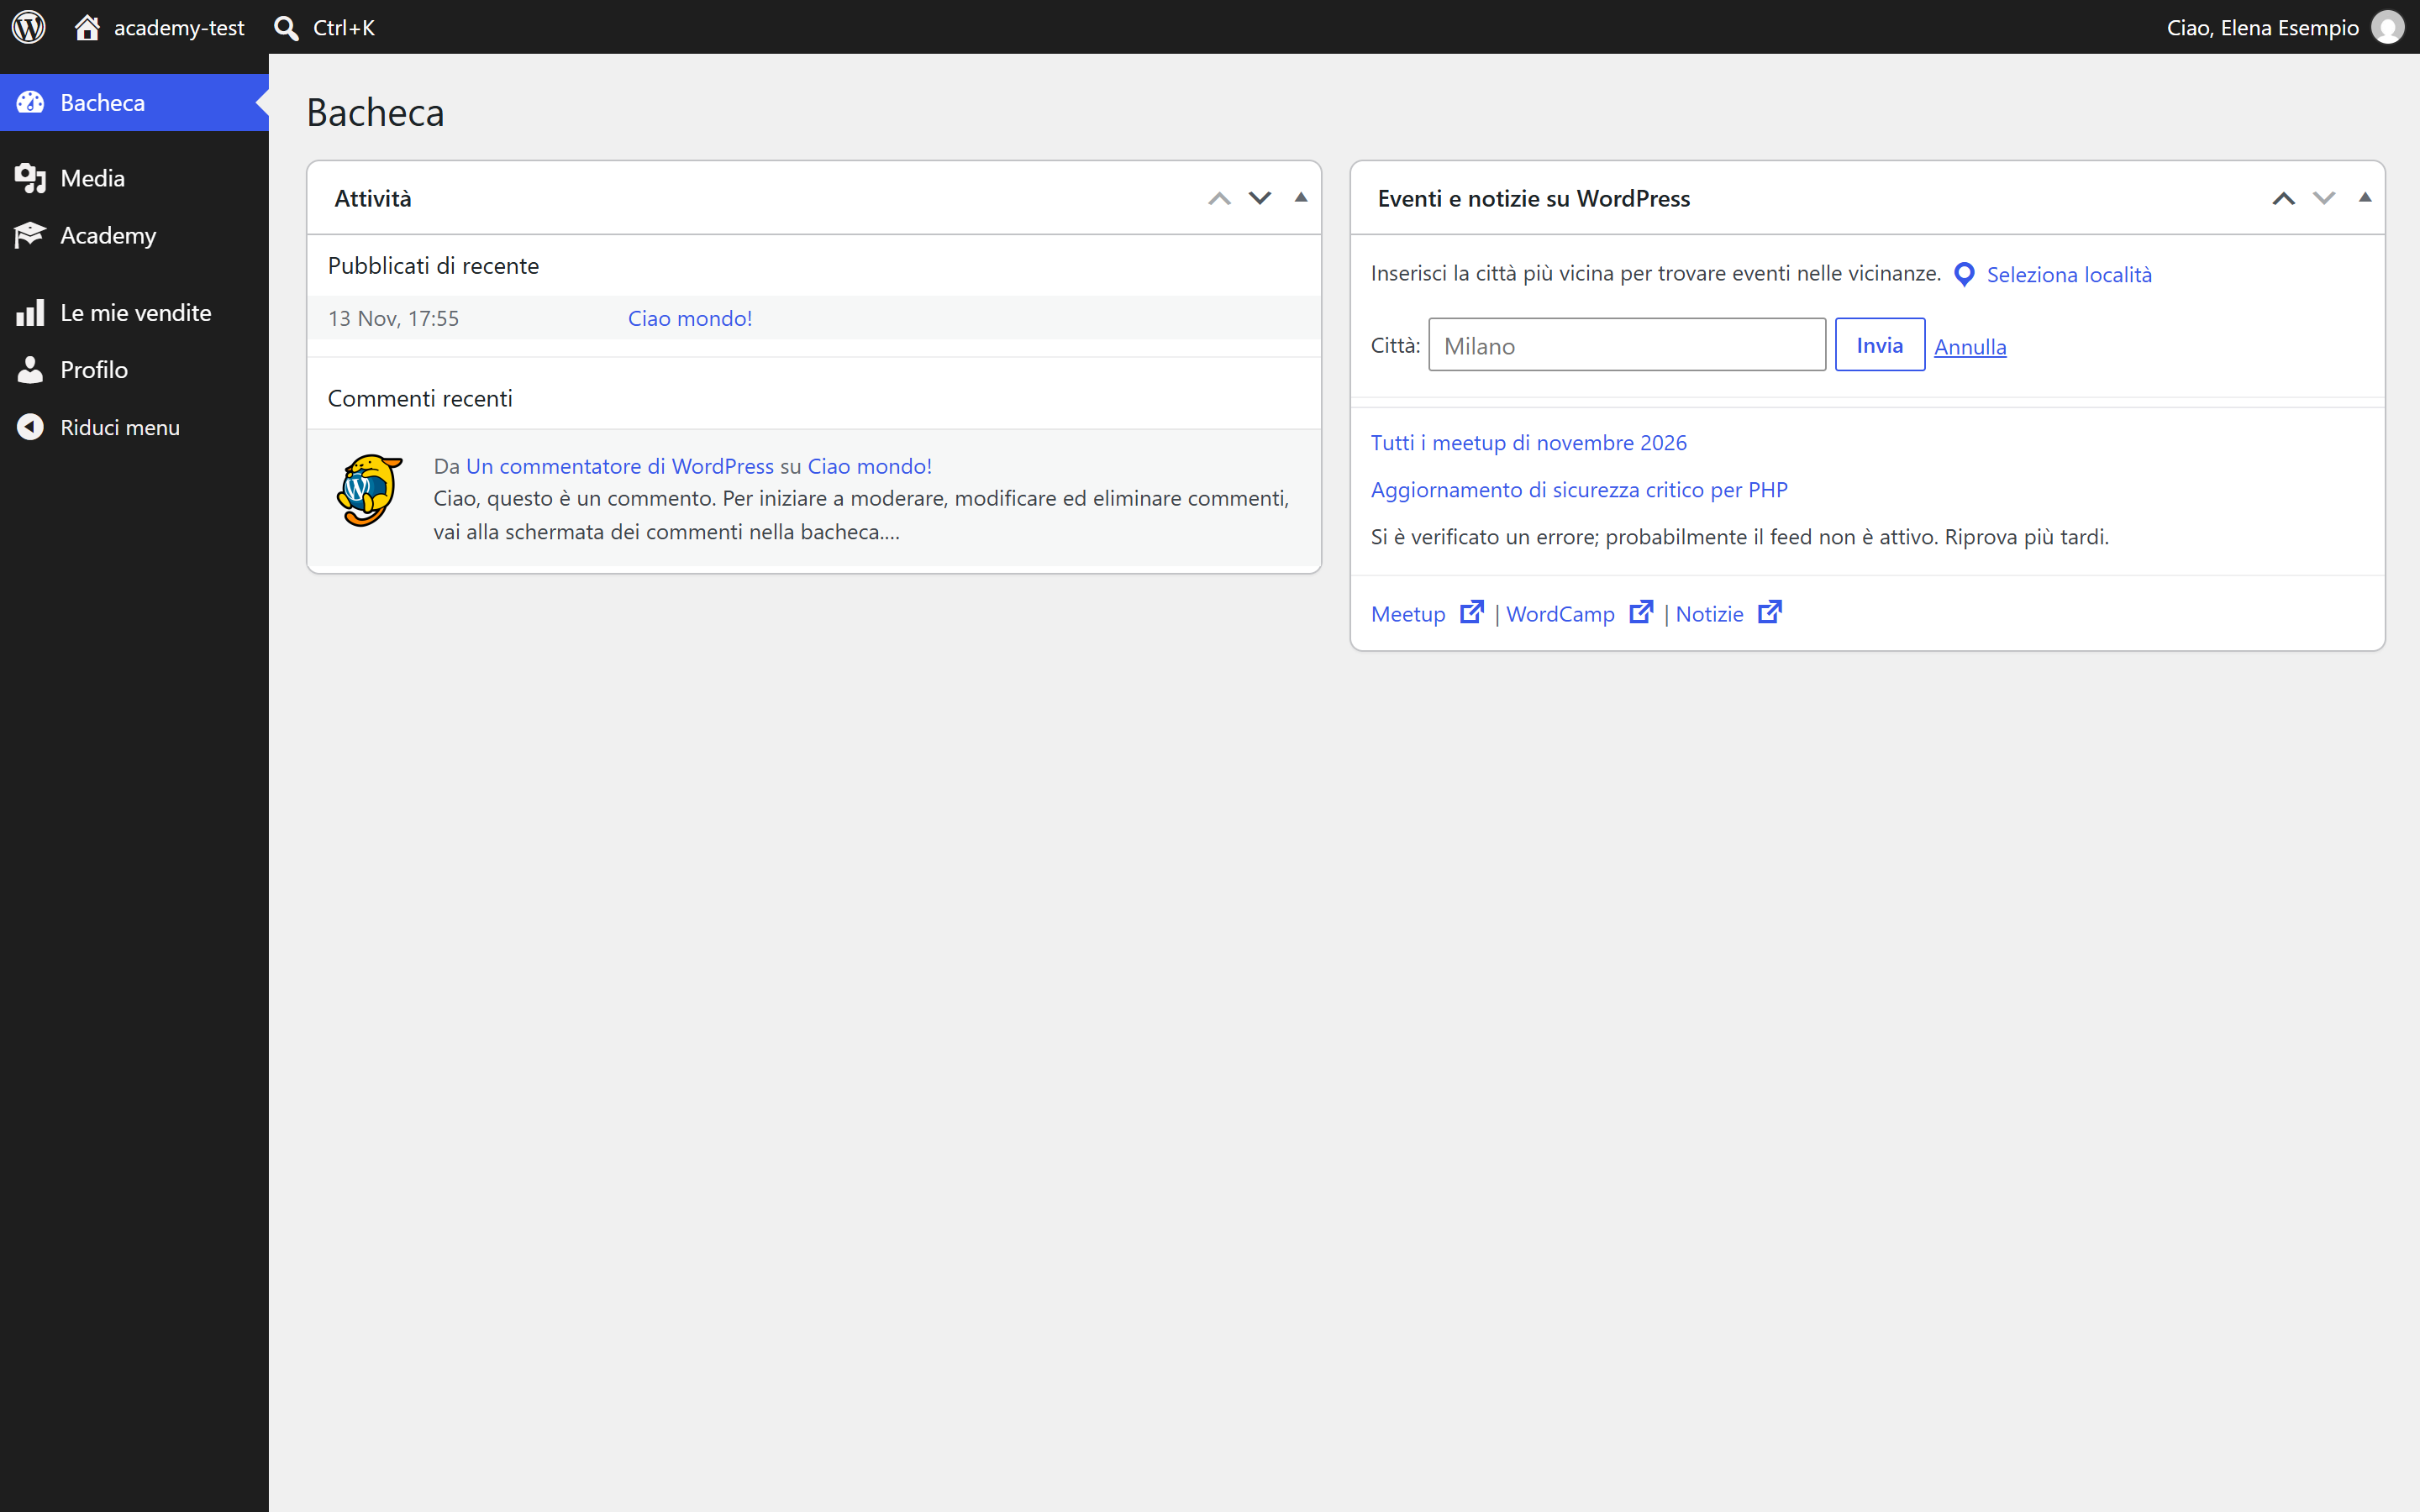 academy-test
Ctrl+K
Ciao, Elena Esempio
Bacheca
Media
Academy
Le mie vendite
Profilo
Riduci menu
Bacheca
Attività
Pubblicati di recente
13 Nov, 17:55 Ciao mondo!
Commenti recenti
Da Un commentatore di WordPress su Ciao mondo!
Ciao, questo è un commento. Per iniziare a moderare, modificare ed eliminare commenti,
vai alla schermata dei commenti nella bacheca....
Eventi e notizie su WordPress
Inserisci la città più vicina per trovare eventi nelle vicinanze. Seleziona località
Città: Milano Invia Annulla
Tutti i meetup di novembre 2026
Aggiornamento di sicurezza critico per PHP
Si è verificato un errore; probabilmente il feed non è attivo. Riprova più tardi.
Meetup | WordCamp | Notizie